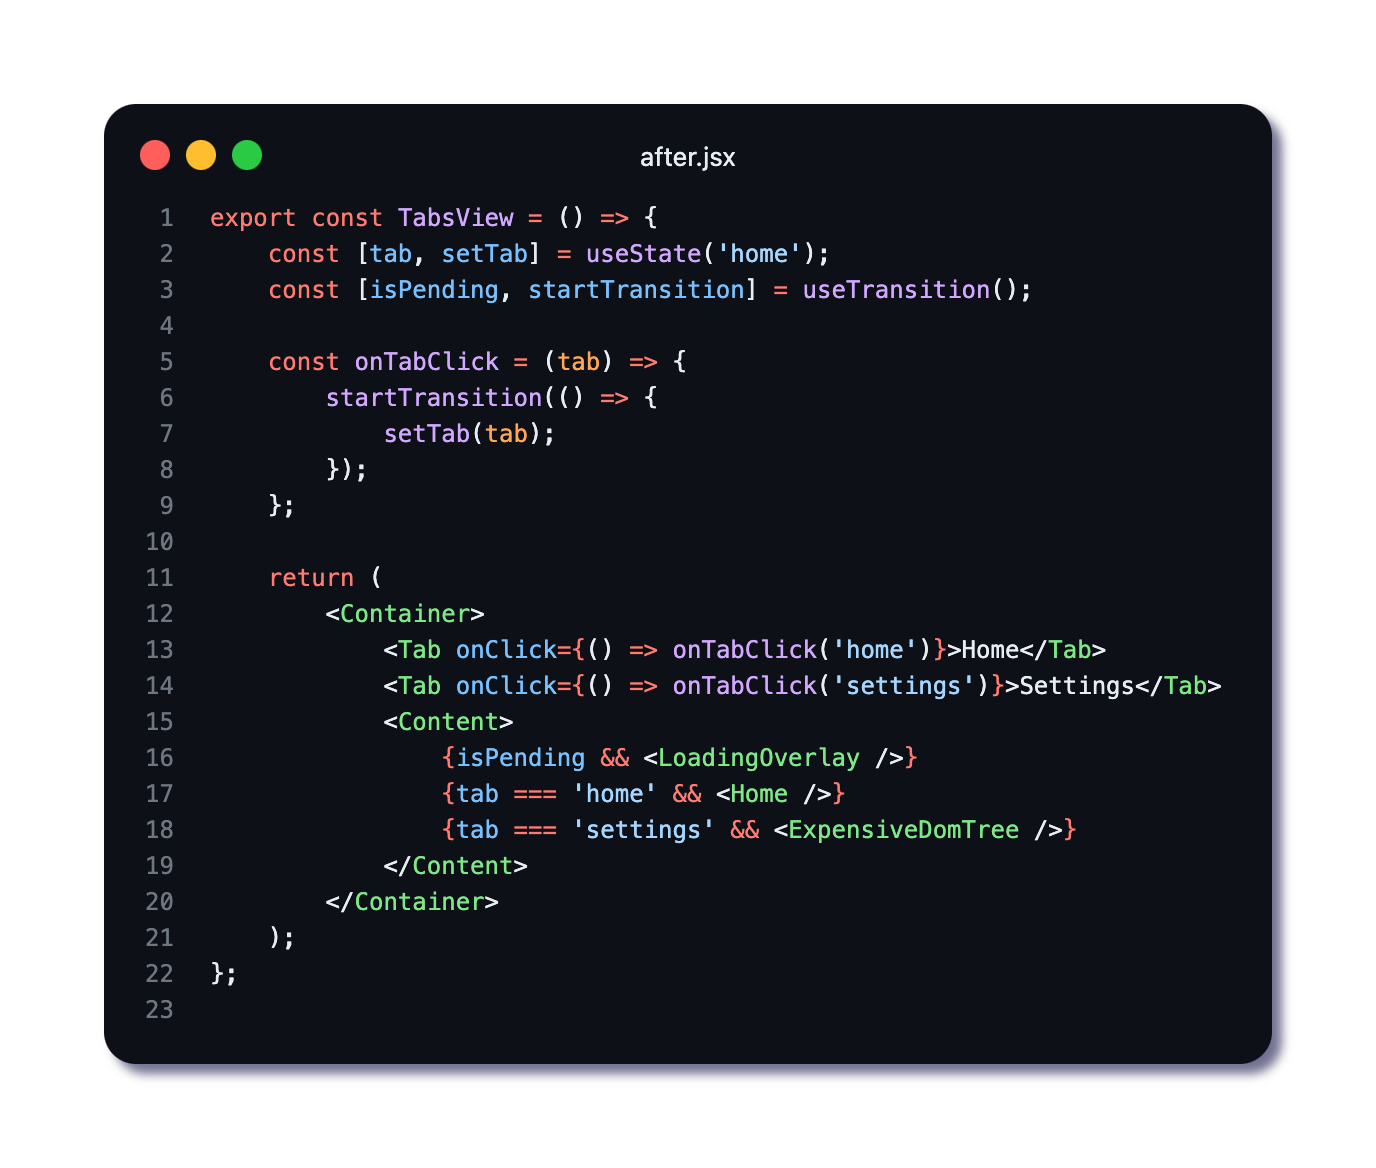 after.jsx
1 export const TabsView = () => {
2     const [tab, setTab] = useState('home');
3     const [isPending, startTransition] = useTransition();
4
5     const onTabClick = (tab) => {
6         startTransition(() => {
7             setTab(tab);
8         });
9     };
10
11     return (
12         <Container>
13             <Tab onClick={() => onTabClick('home')}>Home</Tab>
14             <Tab onClick={() => onTabClick('settings')}>Settings</Tab>
15             <Content>
16                 {isPending && <LoadingOverlay />}
17                 {tab === 'home' && <Home />}
18                 {tab === 'settings' && <ExpensiveDomTree />}
19             </Content>
20         </Container>
21     );
22 };
23